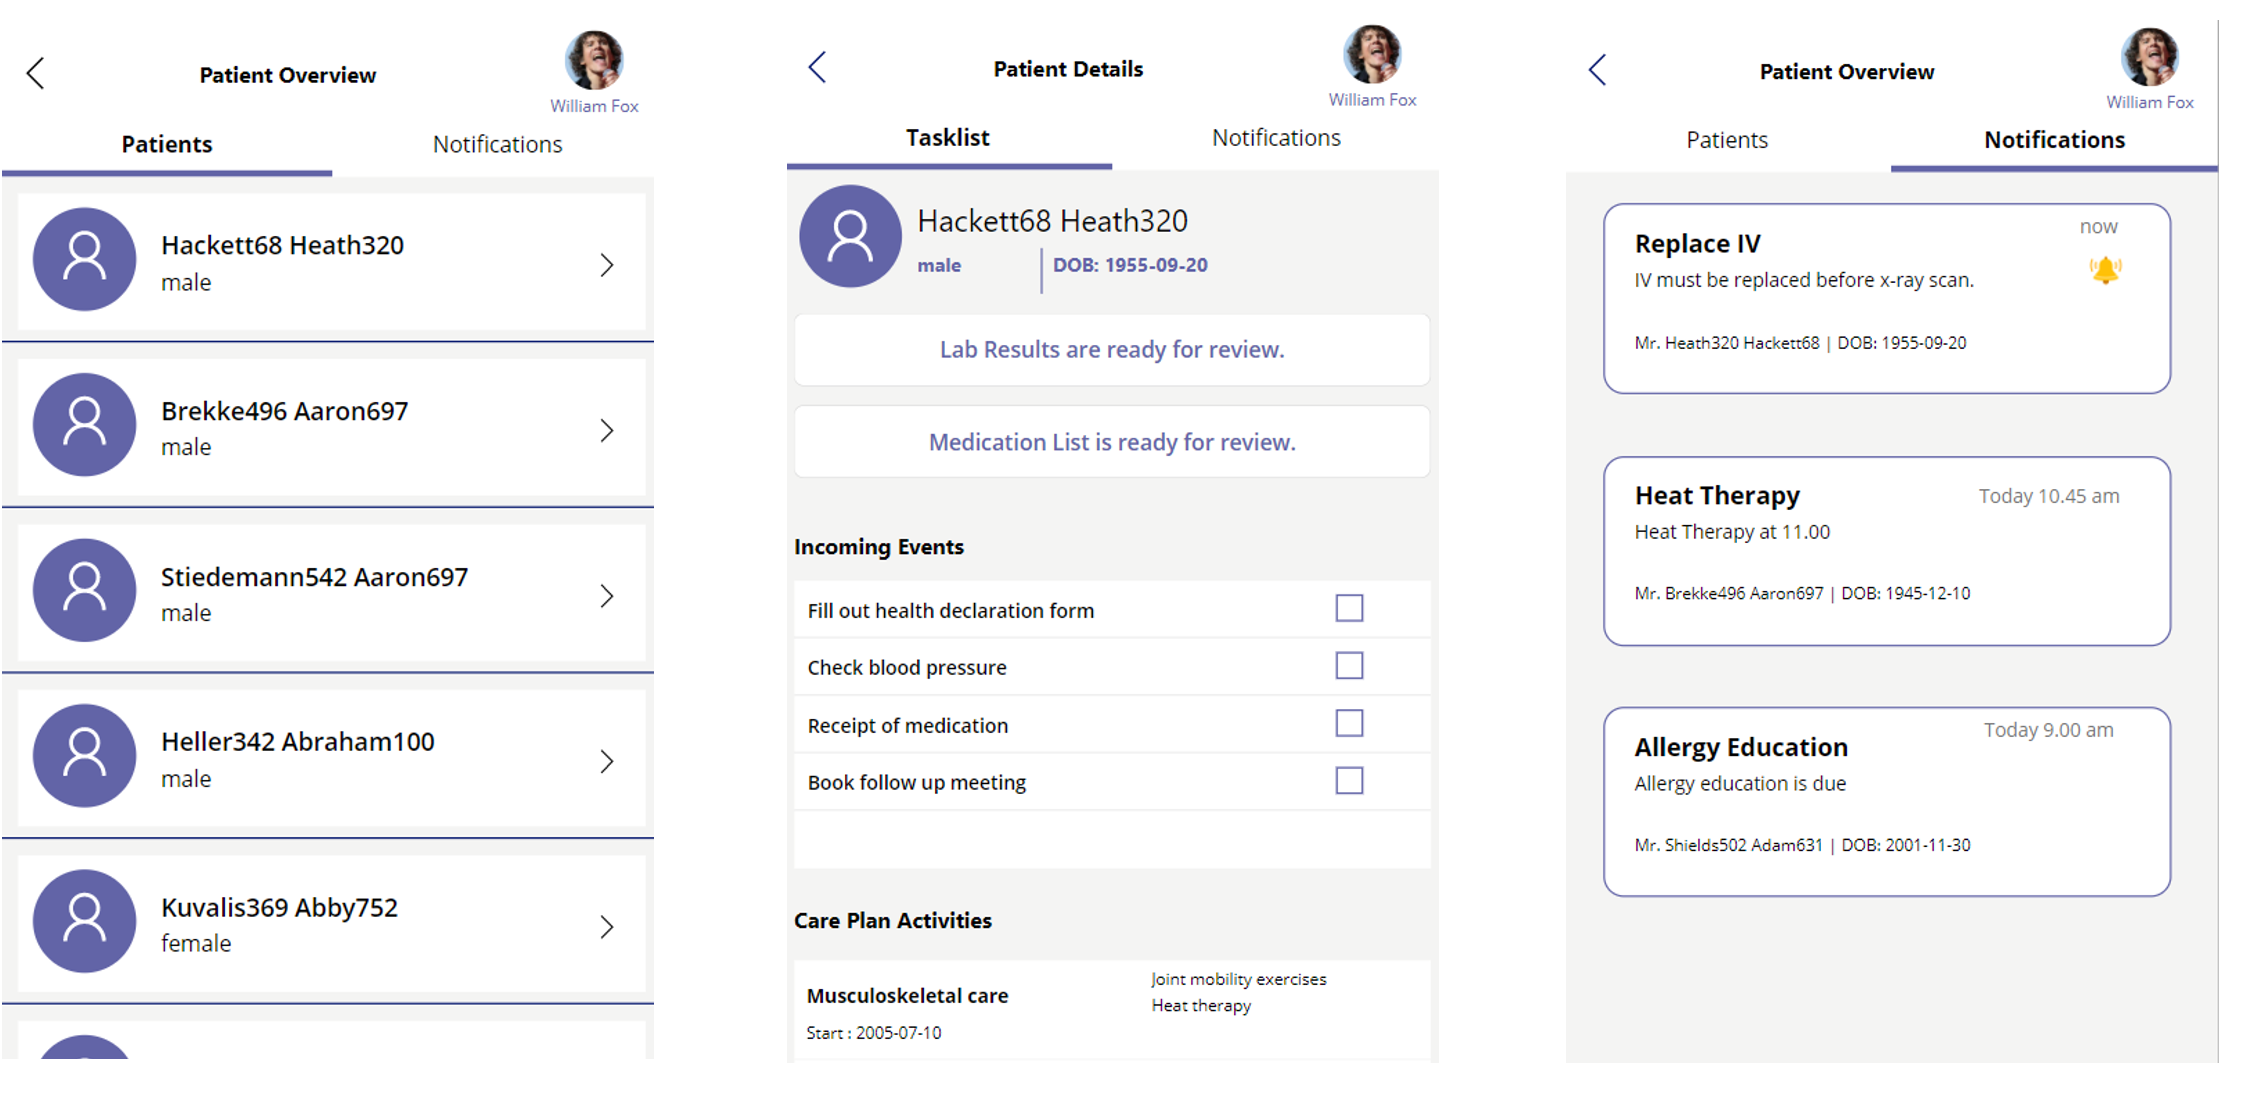 Patient Overview
William Fox
Patients
Notifications
Hackett68 Heath320
male
Brekke496 Aaron697
male
Stiedemann542 Aaron697
male
Heller342 Abraham100
male
Kuvalis369 Abby752
female
Patient Details
William Fox
Tasklist
Notifications
Hackett68 Heath320
male
DOB: 1955-09-20
Lab Results are ready for review.
Medication List is ready for review.
Incoming Events
Fill out health declaration form
Check blood pressure
Receipt of medication
Book follow up meeting
Care Plan Activities
Musculoskeletal care
Start : 2005-07-10
Joint mobility exercises
Heat therapy
Patient Overview
William Fox
Patients
Notifications
now
Replace IV
IV must be replaced before x-ray scan.
Mr. Heath320 Hackett68 | DOB: 1955-09-20
Heat Therapy
Today 10.45 am
Heat Therapy at 11.00
Mr. Brekke496 Aaron697 | DOB: 1945-12-10
Today 9.00 am
Allergy Education
Allergy education is due
Mr. Shields502 Adam631 | DOB: 2001-11-30